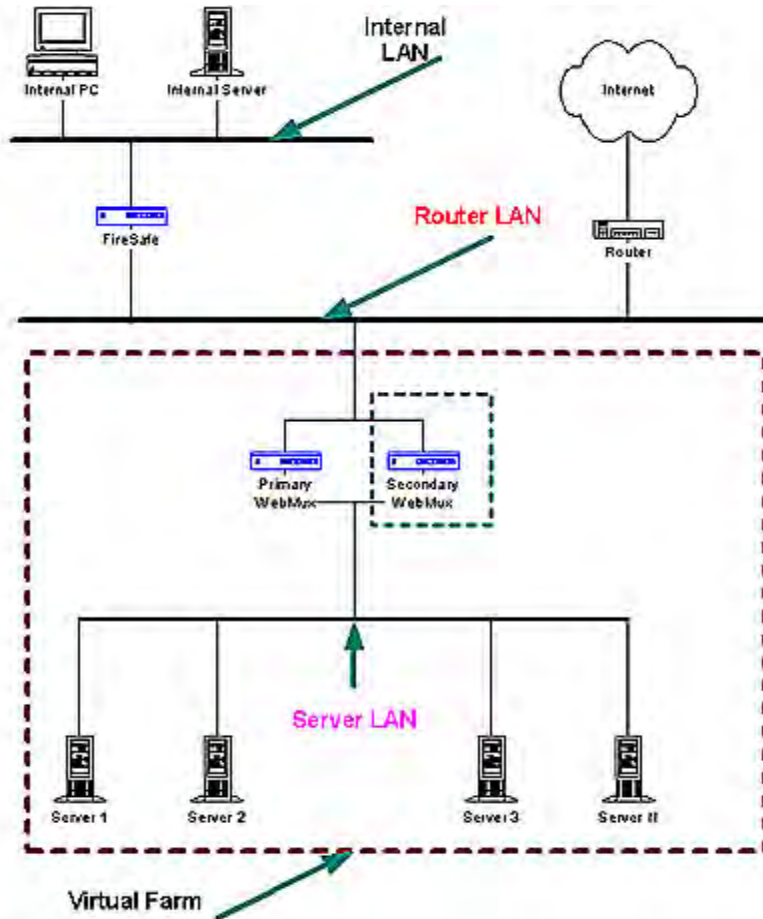 Internal
LAN
Internal PC
Internal Server
Internet
FireSafe
Router LAN
Router
Primary
WebMux
Secondary
WebMux
Server LAN
Server 1
Server 2
Server 3
Server N
Virtual Farm